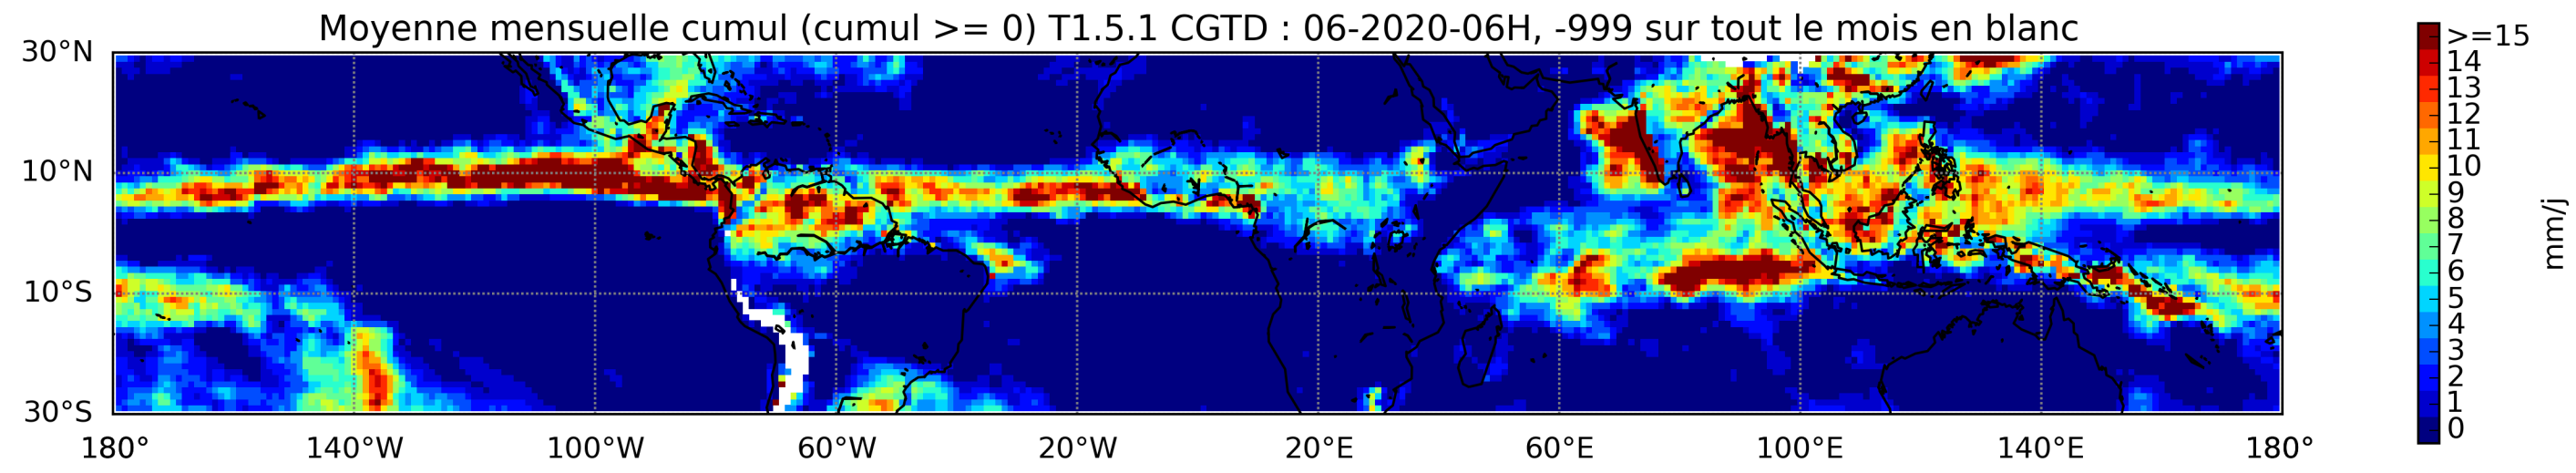 Moyenne mensuelle cumul (cumul >= 0) T1.5.1 CGTD : 06-2020-06H, -999 sur tout le mois en blanc
30°N
10°N
10°S
30°S
180° 140°W 100°W 60°W 20°W 20°E 60°E 100°E 140°E 180°
>=15
14
13
12
11
10
9
8
7
6
5
4
3
2
1
0
mm/j